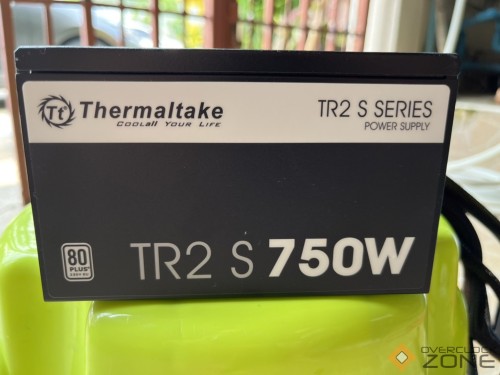 Tt Thermaltake
COOLall YOUR LIFE
TR2 S SERIES
POWER SUPPLY
80
PLUS
TR2 S 750W
OVERCLOCK
ZONE